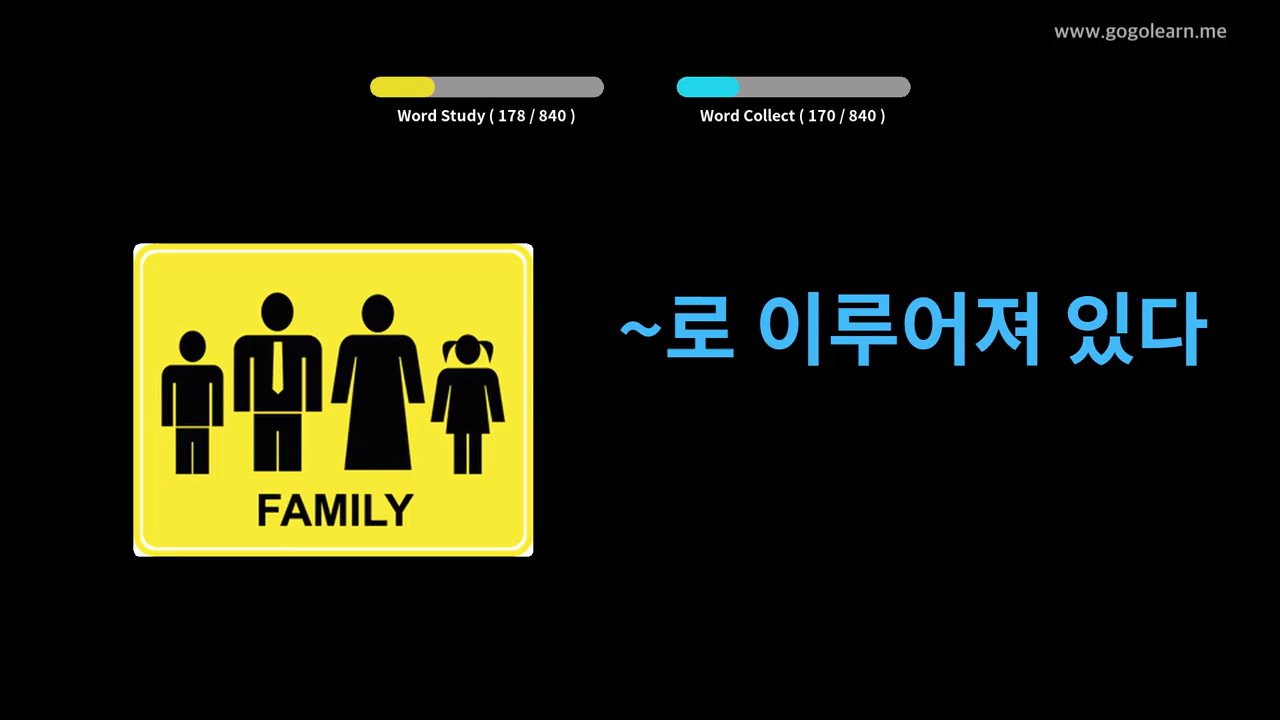 www.gogolearn.me
Word Study ( 178 / 840 )
Word Collect ( 170 / 840 )
~로 이루어져 있다
FAMILY